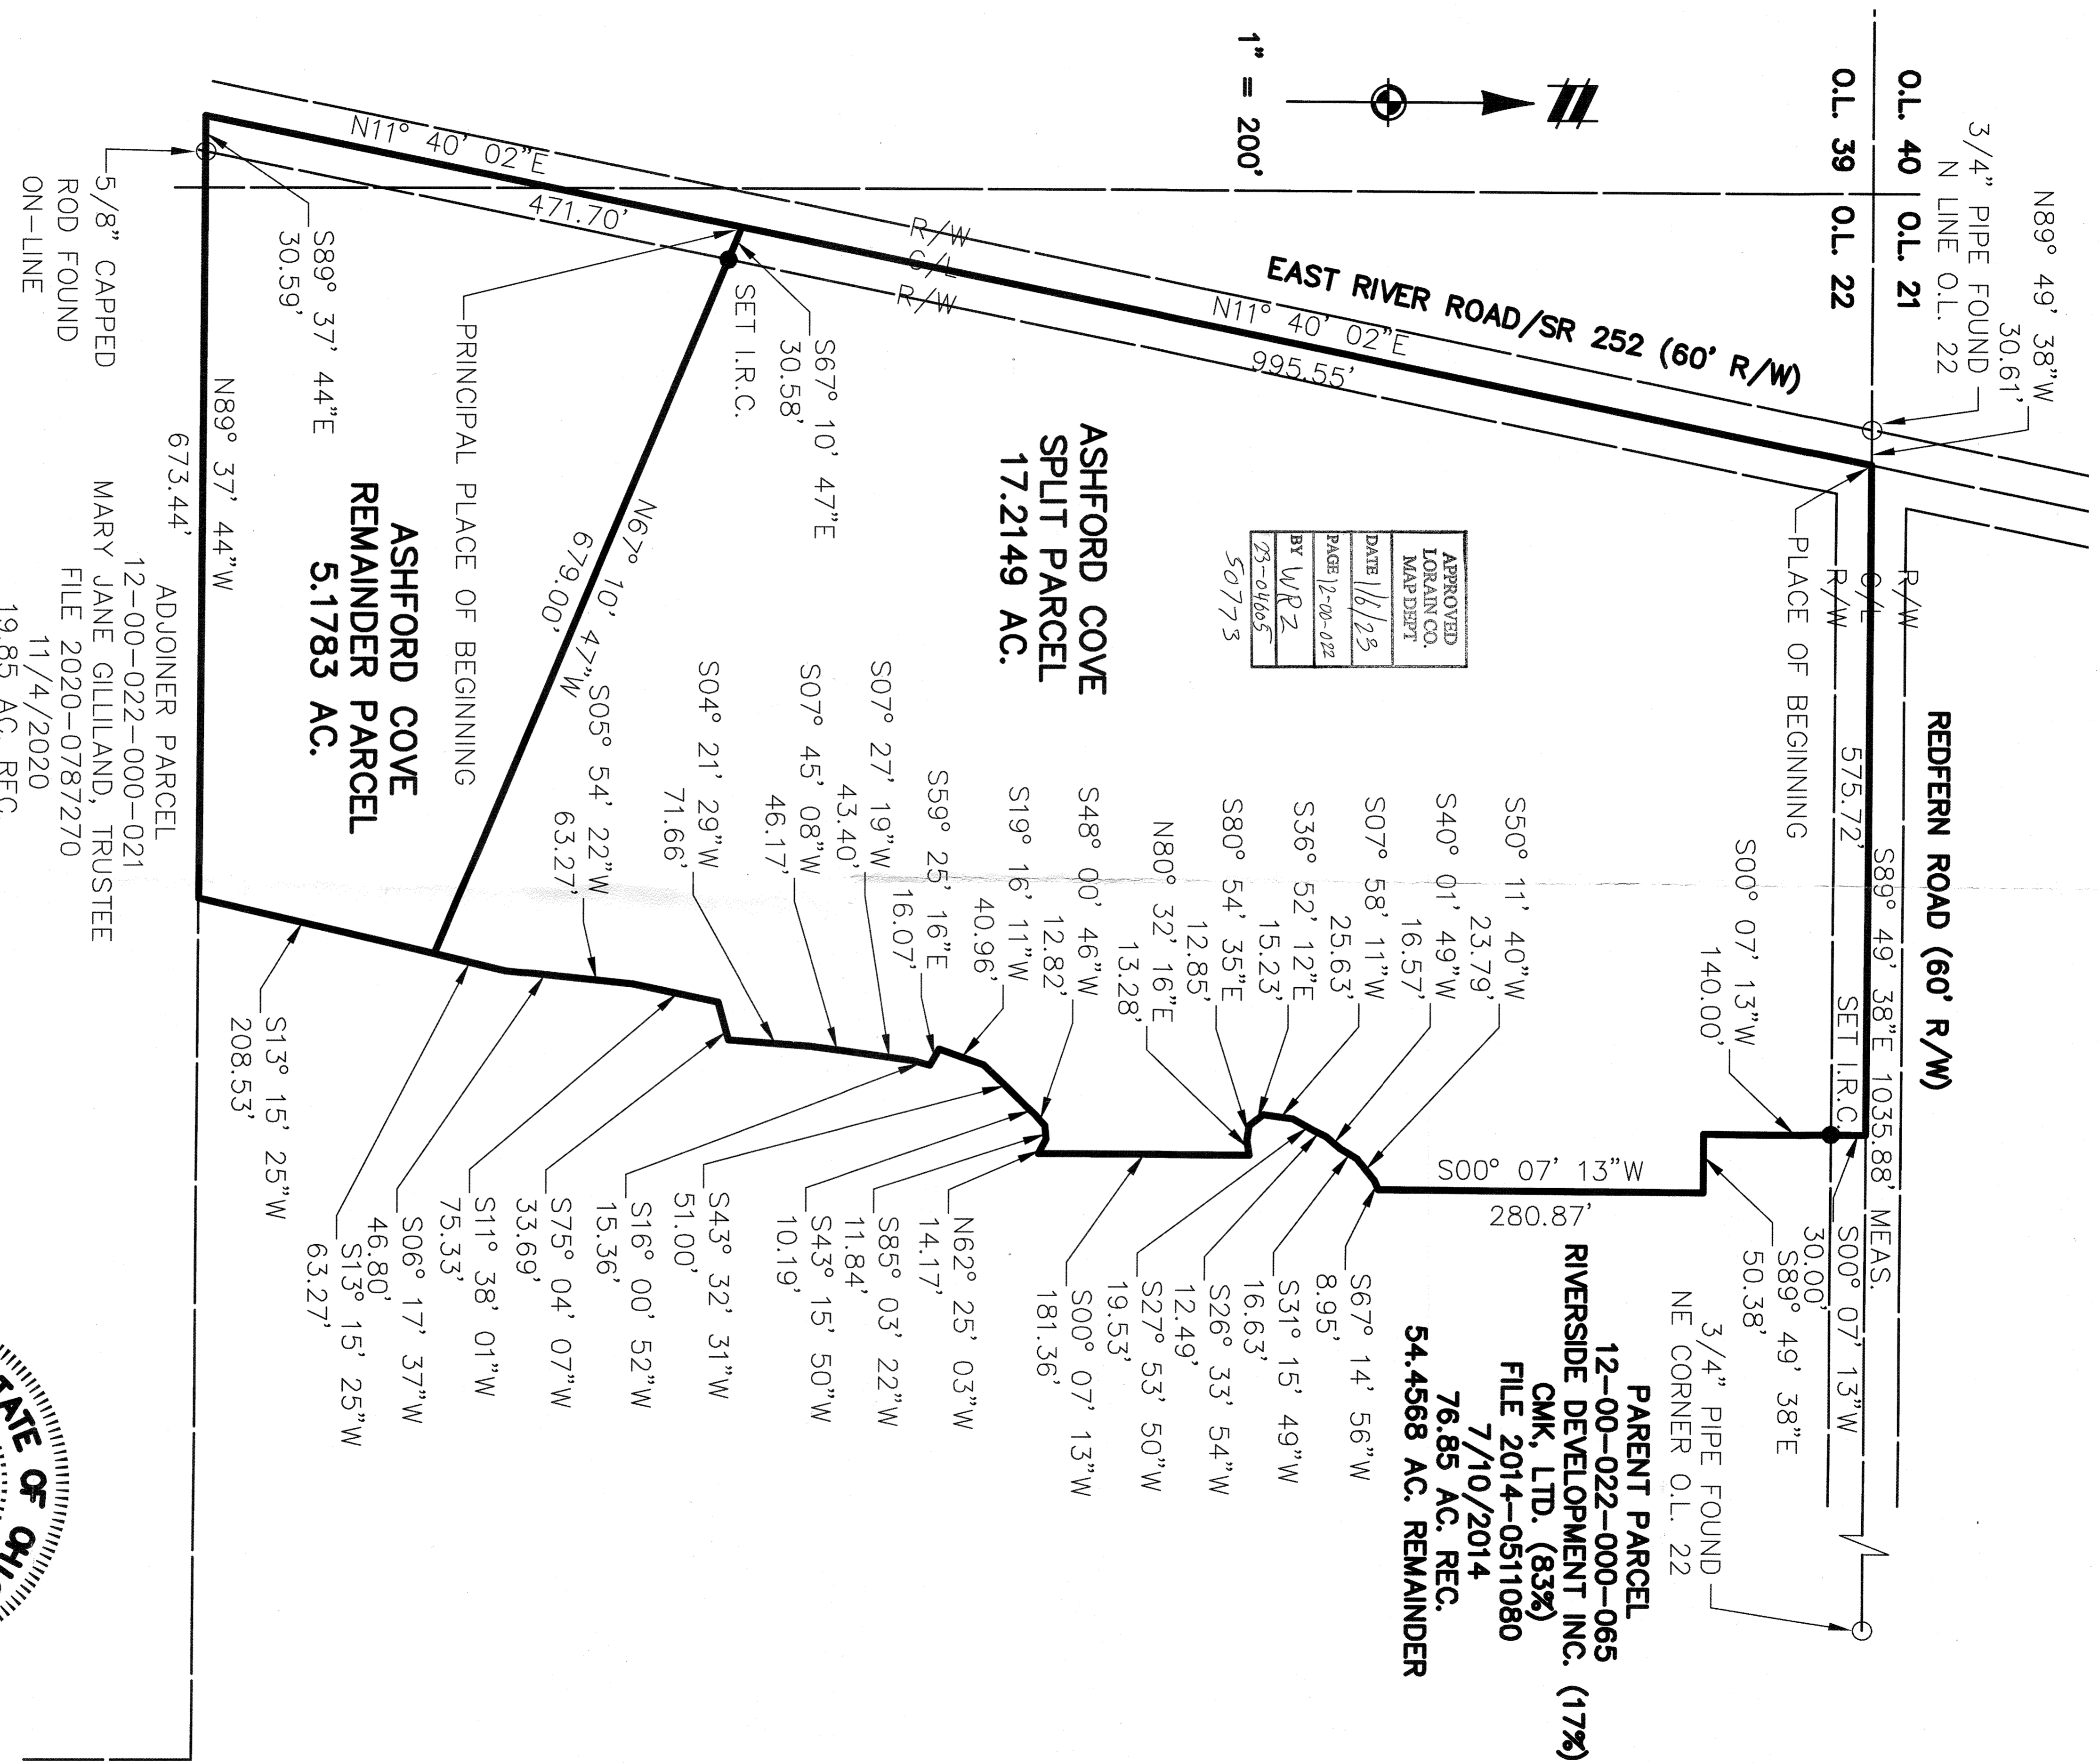 O.L. 40
O.L. 21
O.L. 39
O.L. 22
N89° 49' 38"W
30.61'
3/4" PIPE FOUND
N LINE O.L. 22
1" = 200'
EAST RIVER ROAD/SR 252 (60' R/W)
R/W
C/L
R/W
N11° 40' 02"E
995.55'
N11° 40' 02"E
471.70'
REDFERN ROAD (60' R/W)
R/W
C/L
R/W
S89° 49' 38"E 1035.88' MEAS.
575.72'
SET I.R.C.
PLACE OF BEGINNING
S00° 07' 13"W
30.00'
S00° 07' 13"W
140.00'
S89° 49' 38"E
50.38'
3/4" PIPE FOUND
NE CORNER O.L. 22
PARENT PARCEL
12-00-022-000-065
RIVERSIDE DEVELOPMENT INC. (17%)
CMK, LTD. (83%)
FILE 2014-0511080
7/10/2014
76.85 AC. REC.
54.4568 AC. REMAINDER
S00° 07' 13"W
280.87'
APPROVED
LORAIN CO.
MAP DEPT
DATE 1/6/23
PAGE 12-00-022
BY WRZ
23-04605
50773
ASHFORD COVE
SPLIT PARCEL
17.2149 AC.
S50° 11' 40"W
23.79'
S40° 01' 49"W
16.57'
S07° 58' 11"W
25.63'
S36° 52' 12"E
15.23'
S80° 54' 35"E
12.85'
N80° 32' 16"E
13.28'
S48° 00' 46"W
12.82'
S19° 16' 11"W
40.96'
S59° 25' 16"E
16.07'
S07° 27' 19"W
43.40'
S07° 45' 08"W
46.17'
S04° 21' 29"W
71.66'
S05° 54' 22"W
63.27'
S67° 14' 56"W
8.95'
S31° 15' 49"W
16.63'
S26° 33' 54"W
12.49'
S27° 53' 50"W
19.53'
S00° 07' 13"W
181.36'
N62° 25' 03"W
14.17'
S85° 03' 22"W
11.84'
S43° 15' 50"W
10.19'
S43° 32' 31"W
51.00'
S16° 00' 52"W
15.36'
S75° 04' 07"W
33.69'
S11° 38' 01"W
75.33'
S06° 17' 37"W
46.80'
S13° 15' 25"W
63.27'
S13° 15' 25"W
208.53'
S67° 10' 47"E
30.58'
SET I.R.C.
N67° 10' 47"W
679.00'
PRINCIPAL PLACE OF BEGINNING
ASHFORD COVE
REMAINDER PARCEL
5.1783 AC.
S89° 37' 44"E
30.59'
N89° 37' 44"W
673.44'
5/8" CAPPED
ROD FOUND
ON-LINE
ADJOINER PARCEL
12-00-022-000-021
MARY JANE GILLILAND, TRUSTEE
FILE 2020-0787270
11/4/2020
19.85 AC. REC.
STATE OF OHIO